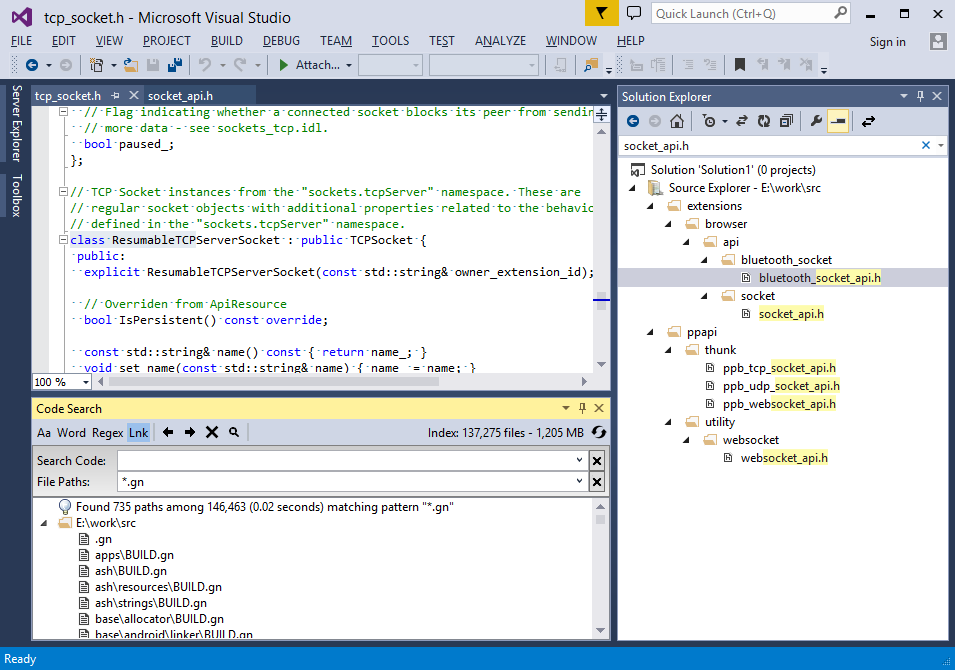 tcp_socket.h - Microsoft Visual Studio
Quick Launch (Ctrl+Q)
FILE EDIT VIEW PROJECT BUILD DEBUG TEAM TOOLS TEST ANALYZE WINDOW HELP
Sign in
Attach...
Server Explorer
Toolbox
tcp_socket.h socket_api.h
// Flag indicating whether a connected socket blocks its peer from sendin
// more data - see sockets_tcp.idl.
bool paused_;
};
// TCP Socket instances from the "sockets.tcpServer" namespace. These are
// regular socket objects with additional properties related to the behavio
// defined in the "sockets.tcpServer" namespace.
class ResumableTCPServerSocket : public TCPSocket {
public:
explicit ResumableTCPServerSocket(const std::string& owner_extension_id);
// Overriden from ApiResource
bool IsPersistent() const override;
const std::string& name() const { return name_; }
void set_name(const std::string& name) { name_ = name; }
100 %
Code Search
Aa Word Regex Lnk
Index: 137,275 files - 1,205 MB
Search Code:
File Paths: *.gn
Found 735 paths among 146,463 (0.02 seconds) matching pattern "*.gn"
E:\work\src
.gn
apps\BUILD.gn
ash\BUILD.gn
ash\resources\BUILD.gn
ash\strings\BUILD.gn
base\allocator\BUILD.gn
base\android\linker\BUILD.gn
Solution Explorer
socket_api.h
Solution 'Solution1' (0 projects)
Source Explorer - E:\work\src
extensions
browser
api
bluetooth_socket
bluetooth_socket_api.h
socket
socket_api.h
ppapi
thunk
ppb_tcp_socket_api.h
ppb_udp_socket_api.h
ppb_websocket_api.h
utility
websocket
websocket_api.h
Ready